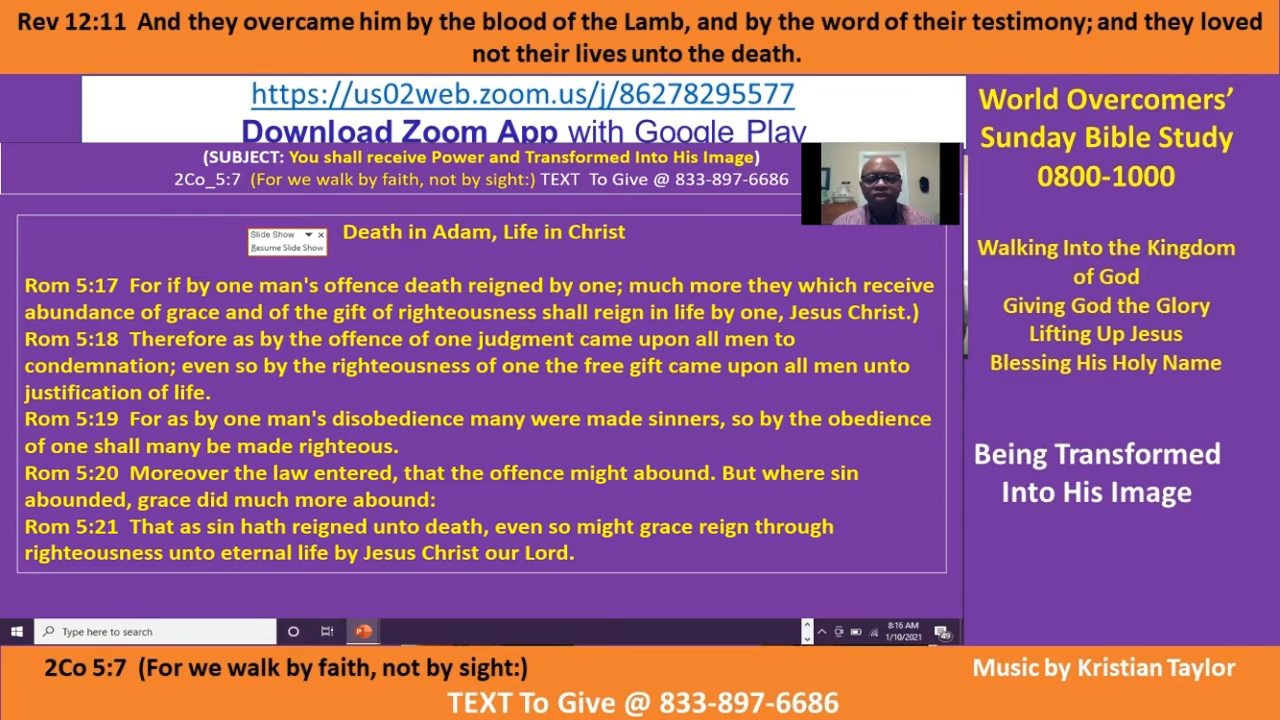 Rev 12:11 And they overcame him by the blood of the Lamb, and by the word of their testimony; and they loved
not their lives unto the death.
https://us02web.zoom.us/j/86278295577
Download Zoom App with Google Play
(SUBJECT: You shall receive Power and Transformed Into His Image)
2Co_5:7 (For we walk by faith, not by sight:) TEXT To Give @ 833-897-6686
World Overcomers’
Sunday Bible Study
0800-1000
Walking Into the Kingdom
of God
Giving God the Glory
Lifting Up Jesus
Blessing His Holy Name
Being Transformed
Into His Image
Slide Show
Resume Slide Show
Death in Adam, Life in Christ
Rom 5:17 For if by one man's offence death reigned by one; much more they which receive
abundance of grace and of the gift of righteousness shall reign in life by one, Jesus Christ.)
Rom 5:18 Therefore as by the offence of one judgment came upon all men to
condemnation; even so by the righteousness of one the free gift came upon all men unto
justification of life.
Rom 5:19 For as by one man's disobedience many were made sinners, so by the obedience
of one shall many be made righteous.
Rom 5:20 Moreover the law entered, that the offence might abound. But where sin
abounded, grace did much more abound:
Rom 5:21 That as sin hath reigned unto death, even so might grace reign through
righteousness unto eternal life by Jesus Christ our Lord.
Type here to search
8:16 AM
1/10/2021
49
2Co 5:7 (For we walk by faith, not by sight:)
Music by Kristian Taylor
TEXT To Give @ 833-897-6686